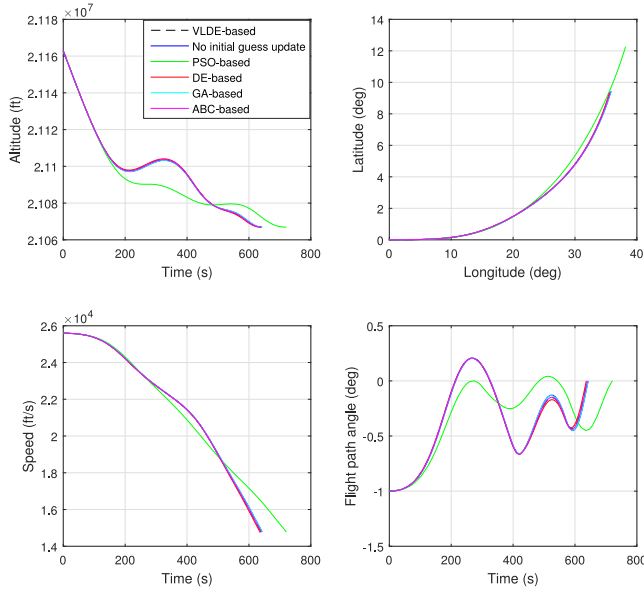 ×10^7
2.118
2.116
2.114
2.112
2.11
2.108
2.106
0 200 400 600 800
Altitude (ft)
Time (s)
VLDE-based
No initial guess update
PSO-based
DE-based
GA-based
ABC-based
14
12
10
8
6
4
2
0
0 10 20 30 40
Latitude (deg)
Longitude (deg)
×10^4
2.6
2.4
2.2
2
1.8
1.6
1.4
0 200 400 600 800
Speed (ft/s)
Time (s)
0.5
0
-0.5
-1
-1.5
0 200 400 600 800
Flight path angle (deg)
Time (s)